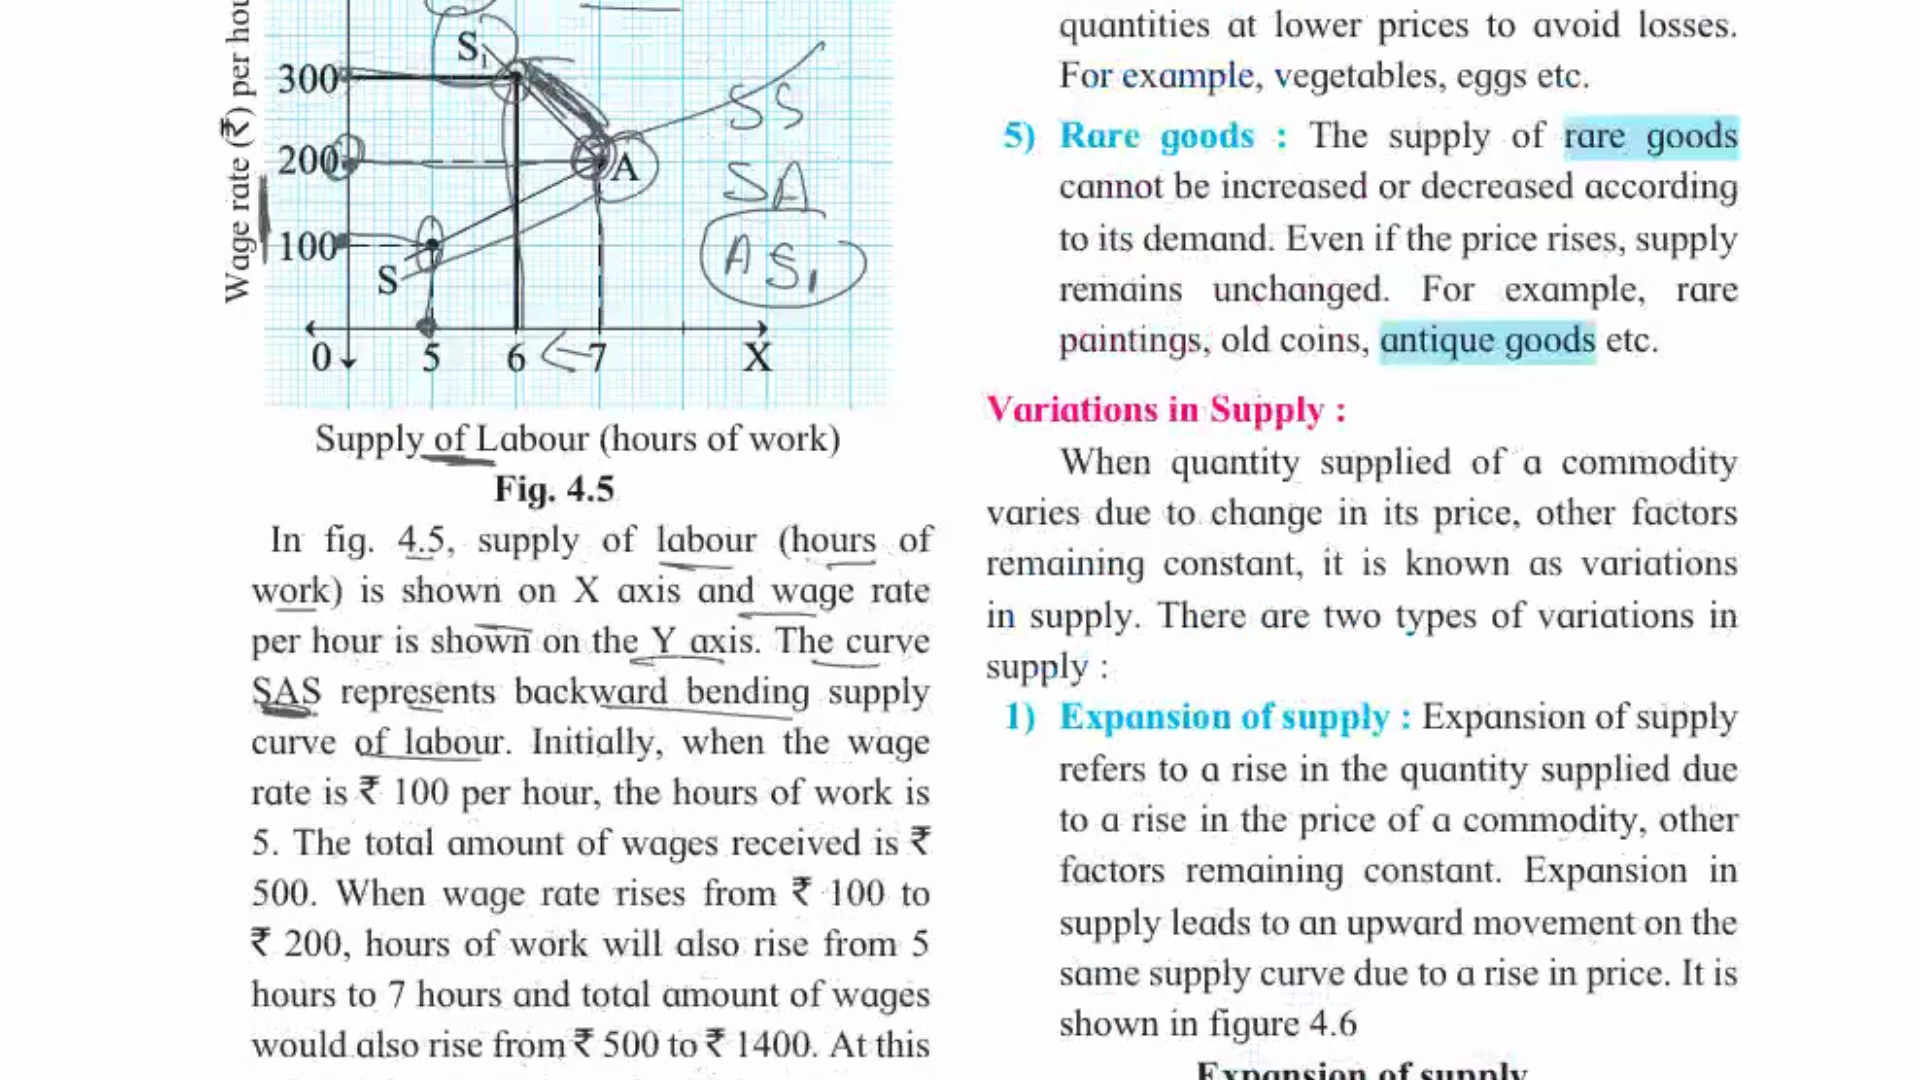 Wage rate (₹) per hou
S₁
300
SS
200
A
SA
100
S
AS₁
0 5 6 7 X
Supply of Labour (hours of work)
Fig. 4.5
In fig. 4.5, supply of labour (hours of
work) is shown on X axis and wage rate
per hour is shown on the Y axis. The curve
SAS represents backward bending supply
curve of labour. Initially, when the wage
rate is ₹ 100 per hour, the hours of work is
5. The total amount of wages received is ₹
500. When wage rate rises from ₹ 100 to
₹ 200, hours of work will also rise from 5
hours to 7 hours and total amount of wages
would also rise from ₹ 500 to ₹ 1400. At this
quantities at lower prices to avoid losses.
For example, vegetables, eggs etc.
5) Rare goods : The supply of rare goods
cannot be increased or decreased according
to its demand. Even if the price rises, supply
remains unchanged. For example, rare
paintings, old coins, antique goods etc.
Variations in Supply :
When quantity supplied of a commodity
varies due to change in its price, other factors
remaining constant, it is known as variations
in supply. There are two types of variations in
supply :
1) Expansion of supply : Expansion of supply
refers to a rise in the quantity supplied due
to a rise in the price of a commodity, other
factors remaining constant. Expansion in
supply leads to an upward movement on the
same supply curve due to a rise in price. It is
shown in figure 4.6
Expansion of supply